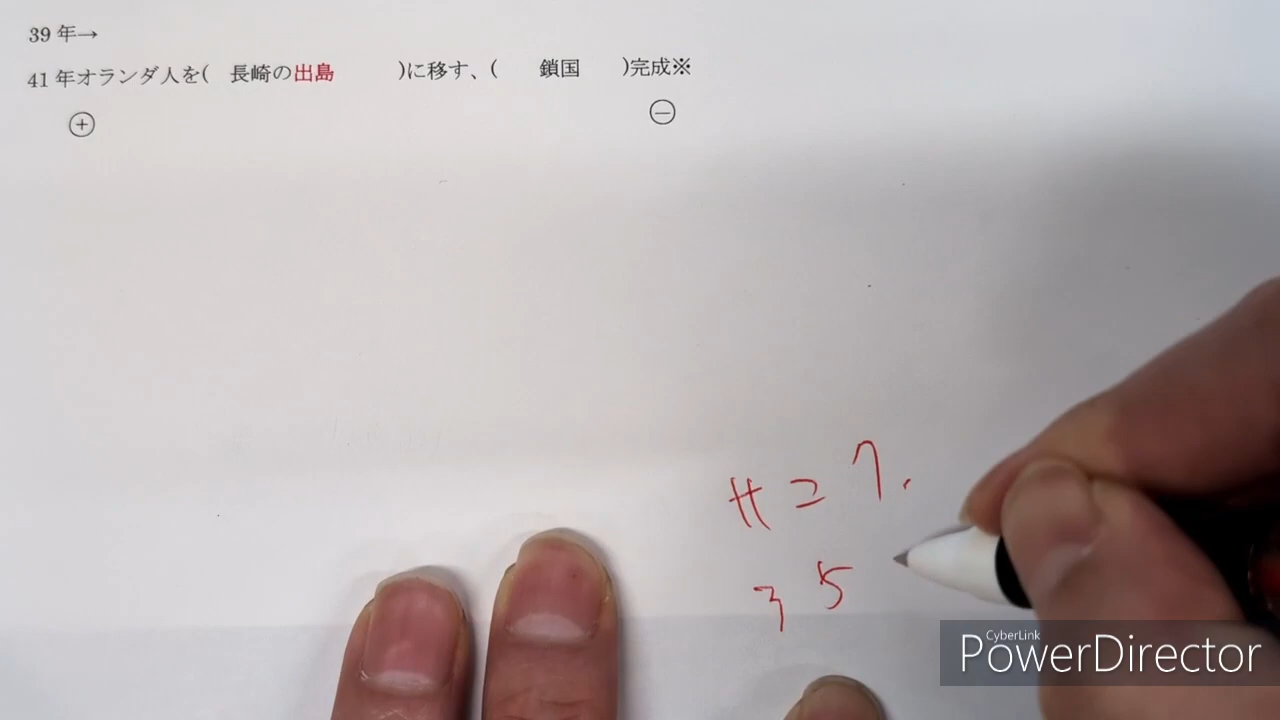 39年→
41年オランダ人を( 長崎の出島 )に移す、( 鎖国 )完成※
⊕ ⊖
サコク.
35
CyberLink
PowerDirector